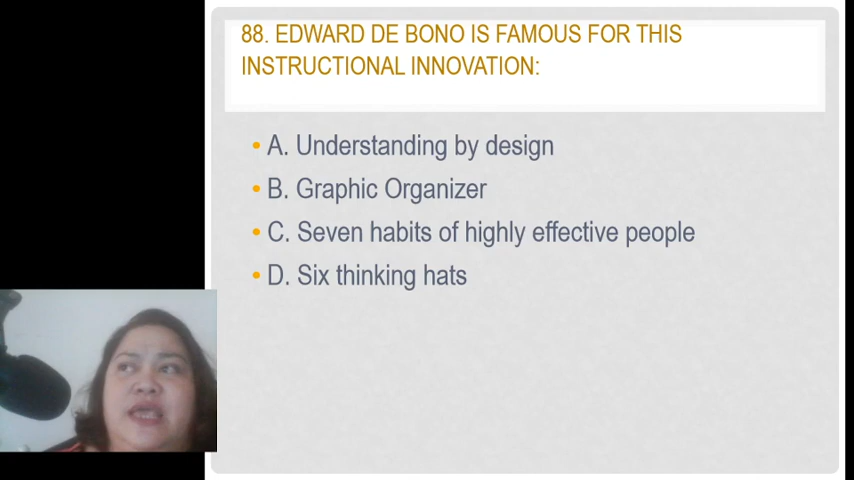 88. EDWARD DE BONO IS FAMOUS FOR THIS
INSTRUCTIONAL INNOVATION:
• A. Understanding by design
• B. Graphic Organizer
• C. Seven habits of highly effective people
• D. Six thinking hats